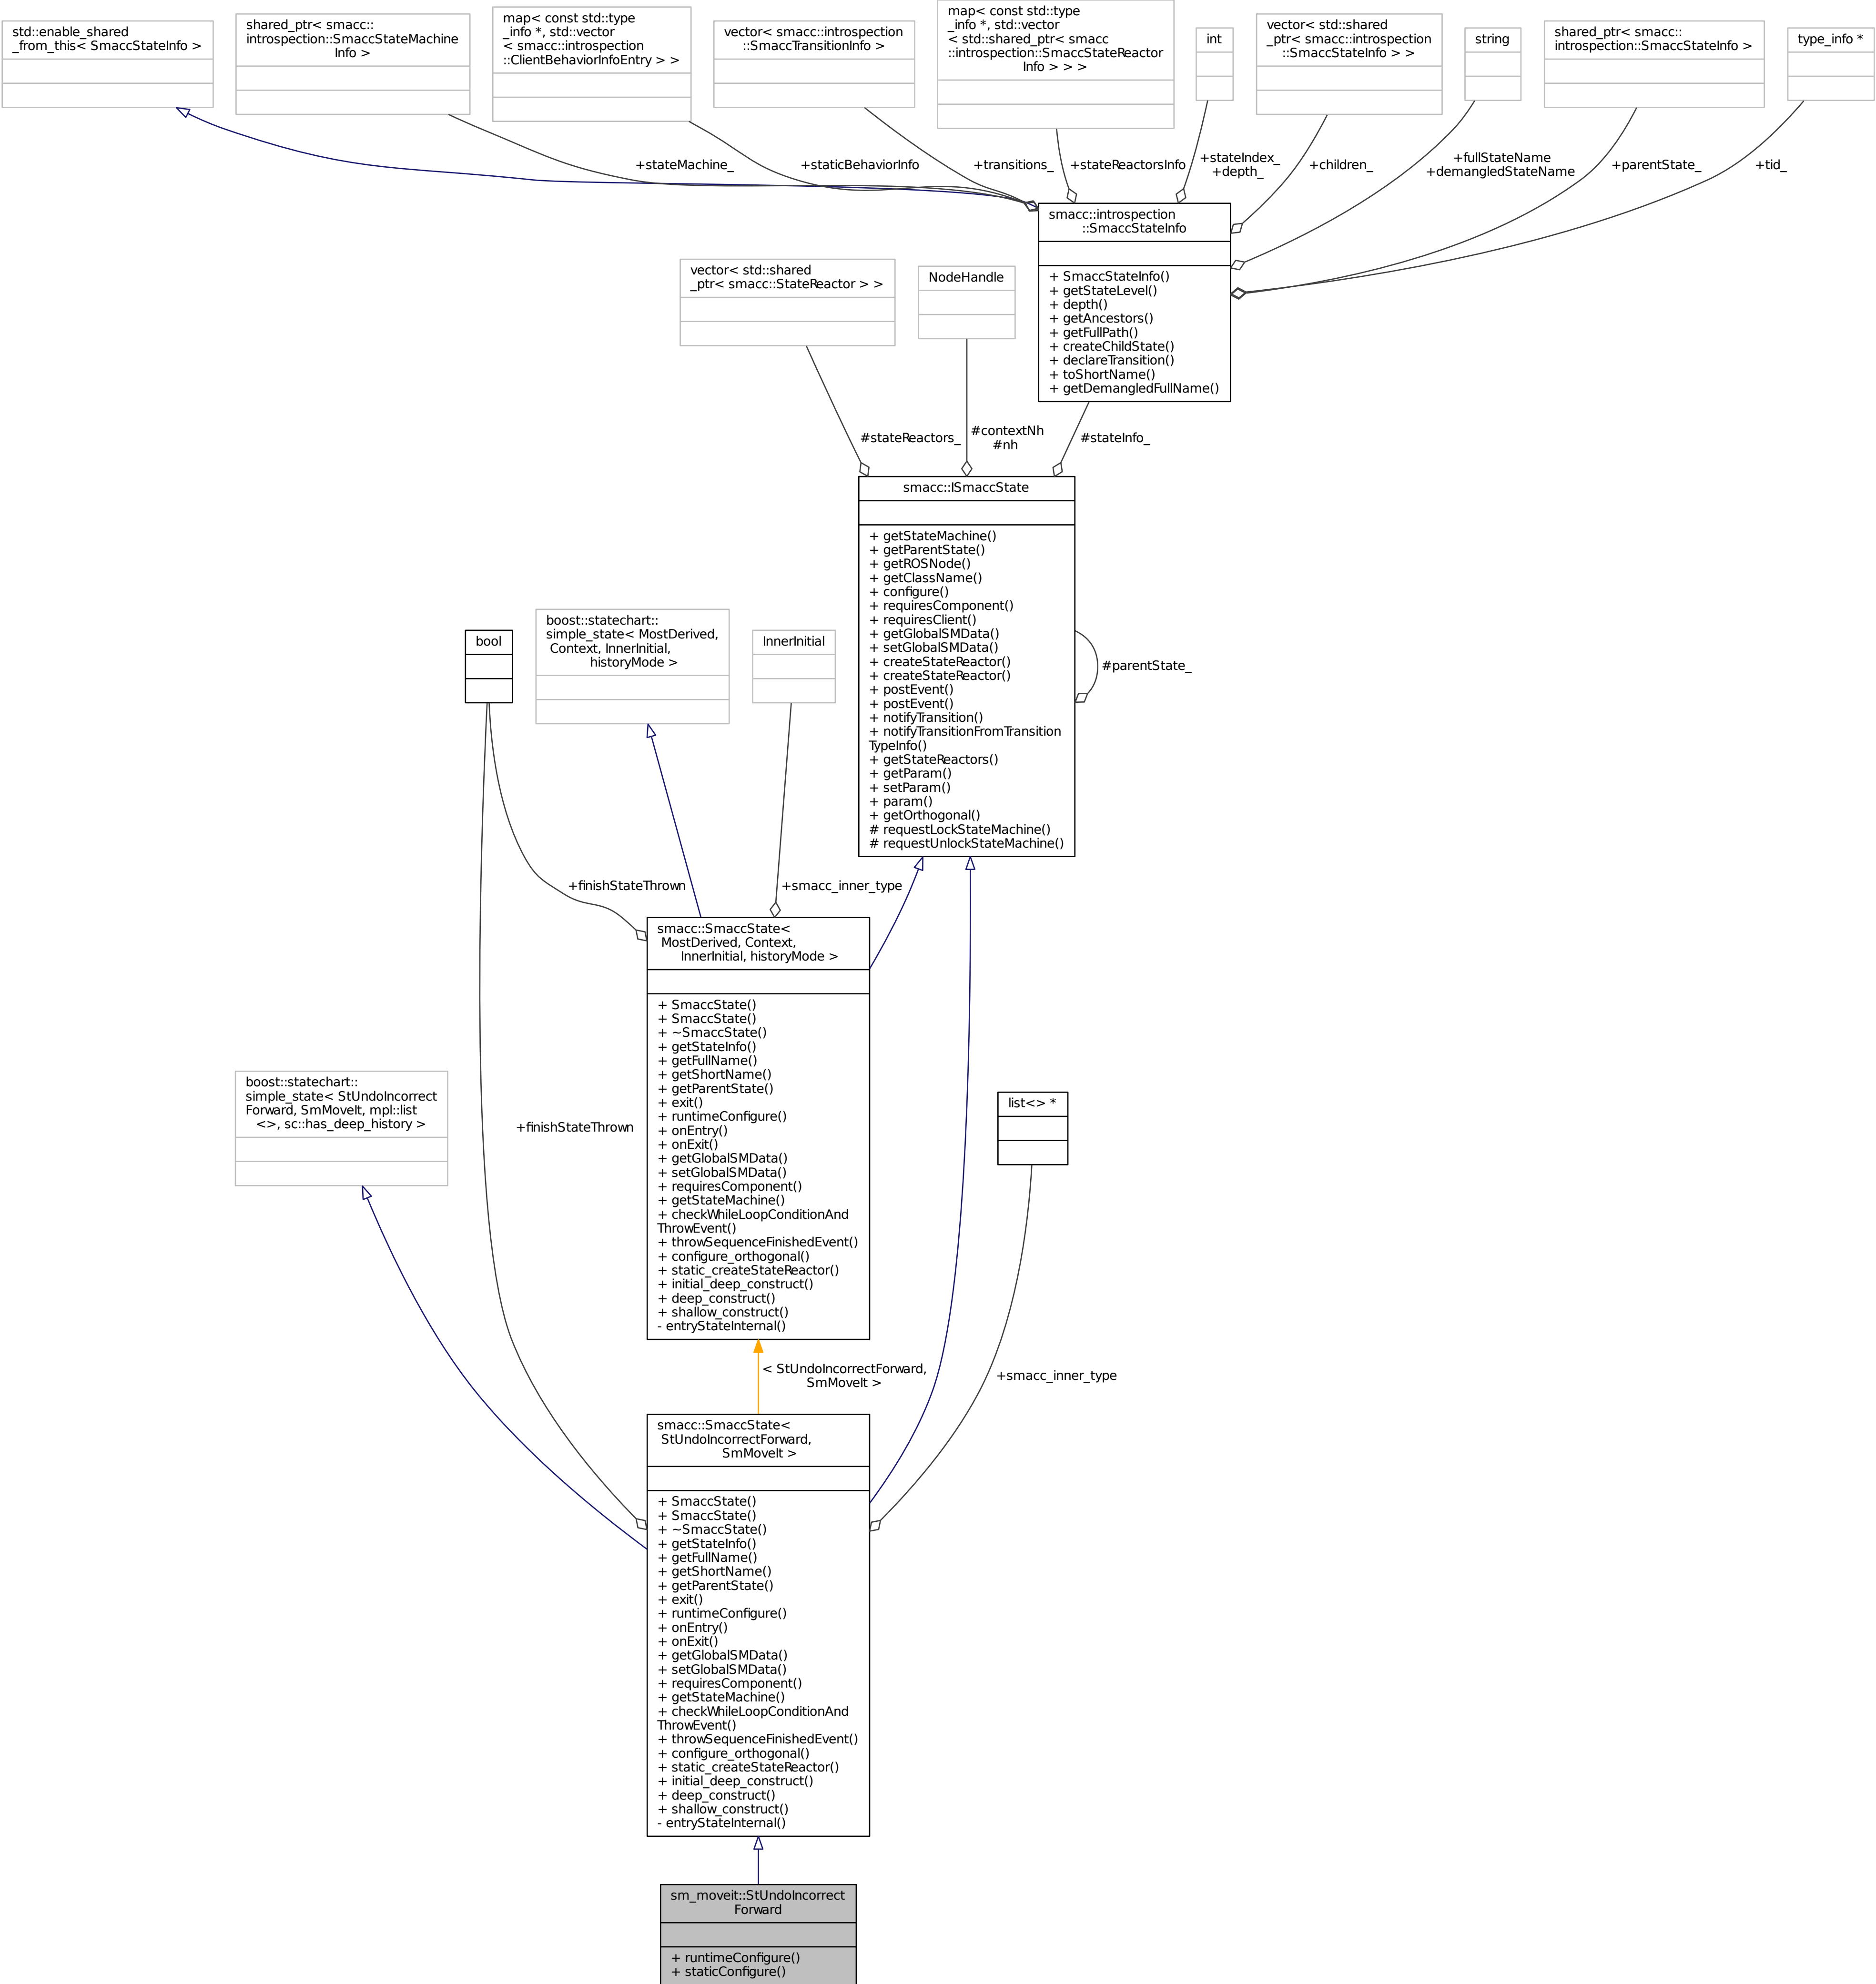 std::enable_shared
_from_this< SmaccStateInfo >
shared_ptr< smacc::
introspection::SmaccStateMachine
Info >
map< const std::type
_info *, std::vector
< smacc::introspection
::ClientBehaviorInfoEntry > >
vector< smacc::introspection
::SmaccTransitionInfo >
map< const std::type
_info *, std::vector
< std::shared_ptr< smacc
::introspection::SmaccStateReactor
Info > > >
int
vector< std::shared
_ptr< smacc::introspection
::SmaccStateInfo > >
string
shared_ptr< smacc::
introspection::SmaccStateInfo >
type_info *
+stateMachine_
+staticBehaviorInfo
+transitions_
+stateReactorsInfo
+stateIndex_
+depth_
+children_
+fullStateName
+demangledStateName
+parentState_
+tid_
smacc::introspection
::SmaccStateInfo
+ SmaccStateInfo()
+ getStateLevel()
+ depth()
+ getAncestors()
+ getFullPath()
+ createChildState()
+ declareTransition()
+ toShortName()
+ getDemangledFullName()
vector< std::shared
_ptr< smacc::StateReactor > >
NodeHandle
#stateReactors_
#contextNh
#nh
#stateInfo_
smacc::ISmaccState
+ getStateMachine()
+ getParentState()
+ getROSNode()
+ getClassName()
+ configure()
+ requiresComponent()
+ requiresClient()
+ getGlobalSMData()
+ setGlobalSMData()
+ createStateReactor()
+ createStateReactor()
+ postEvent()
+ postEvent()
+ notifyTransition()
+ notifyTransitionFromTransition
TypeInfo()
+ getStateReactors()
+ getParam()
+ setParam()
+ param()
+ getOrthogonal()
# requestLockStateMachine()
# requestUnlockStateMachine()
#parentState_
bool
boost::statechart::
simple_state< MostDerived,
Context, InnerInitial,
historyMode >
InnerInitial
+finishStateThrown
+smacc_inner_type
smacc::SmaccState<
MostDerived, Context,
InnerInitial, historyMode >
+ SmaccState()
+ SmaccState()
+ ~SmaccState()
+ getStateInfo()
+ getFullName()
+ getShortName()
+ getParentState()
+ exit()
+ runtimeConfigure()
+ onEntry()
+ onExit()
+ getGlobalSMData()
+ setGlobalSMData()
+ requiresComponent()
+ getStateMachine()
+ checkWhileLoopConditionAnd
ThrowEvent()
+ throwSequenceFinishedEvent()
+ configure_orthogonal()
+ static_createStateReactor()
+ initial_deep_construct()
+ deep_construct()
+ shallow_construct()
- entryStateInternal()
boost::statechart::
simple_state< StUndoIncorrect
Forward, SmMoveIt, mpl::list
<>, sc::has_deep_history >
+finishStateThrown
list<> *
< StUndoIncorrectForward,
SmMoveIt >
+smacc_inner_type
smacc::SmaccState<
StUndoIncorrectForward,
SmMoveIt >
+ SmaccState()
+ SmaccState()
+ ~SmaccState()
+ getStateInfo()
+ getFullName()
+ getShortName()
+ getParentState()
+ exit()
+ runtimeConfigure()
+ onEntry()
+ onExit()
+ getGlobalSMData()
+ setGlobalSMData()
+ requiresComponent()
+ getStateMachine()
+ checkWhileLoopConditionAnd
ThrowEvent()
+ throwSequenceFinishedEvent()
+ configure_orthogonal()
+ static_createStateReactor()
+ initial_deep_construct()
+ deep_construct()
+ shallow_construct()
- entryStateInternal()
sm_moveit::StUndoIncorrect
Forward
+ runtimeConfigure()
+ staticConfigure()